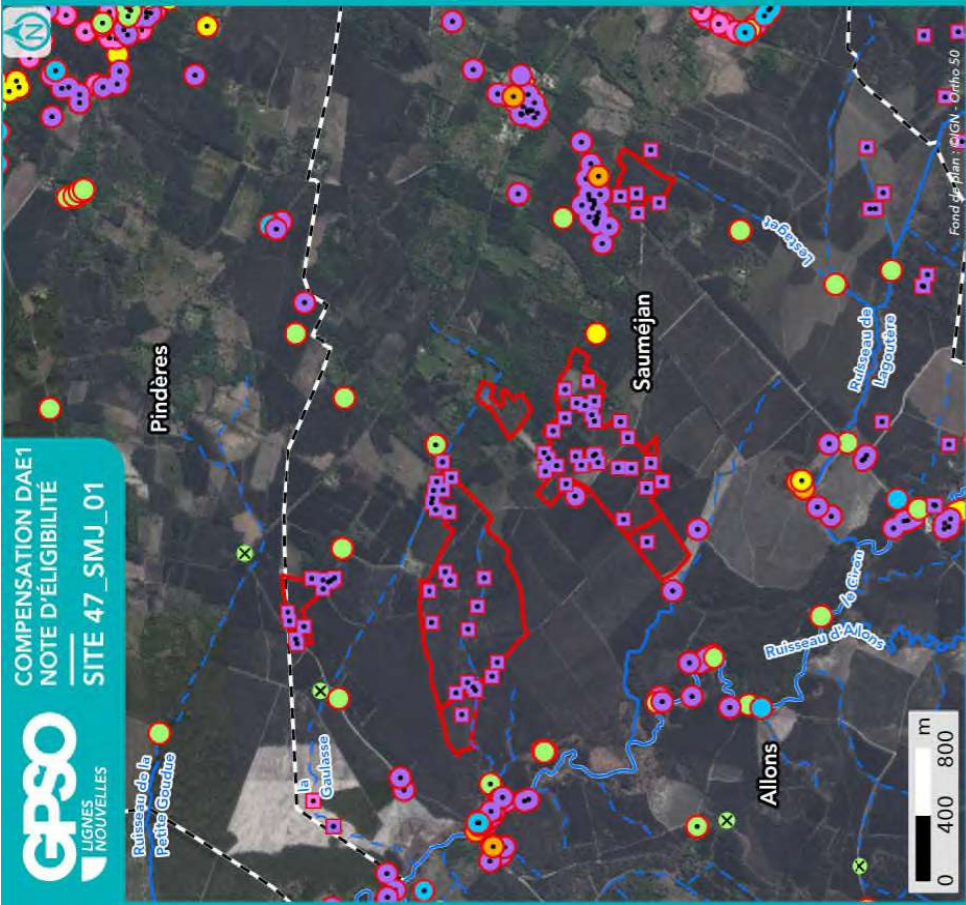 GPSO
LIGNES
NOUVELLES
COMPENSATION DAE1
NOTE D'ÉLIGIBILITÉ
SITE 47_SMJ_01
N
Ruisseau de la
Petite Goudue
Pindères
la
Gaulasse
Sauméjan
Lestaget
Ruisseau de
Lagoutère
le Ciron
Ruisseau d'Allons
Allons
0 400 800 m
Fond de plan : ©IGN - Ortho 50